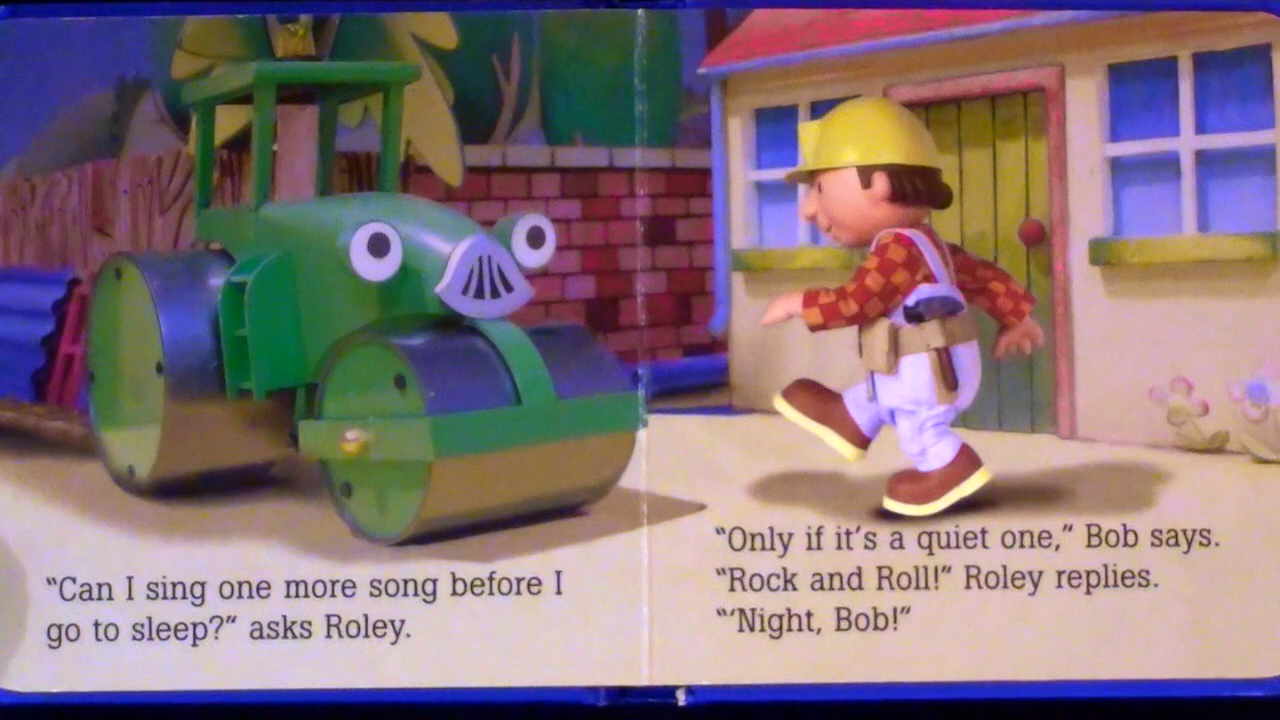 “Can I sing one more song before I
go to sleep?” asks Roley.
“Only if it’s a quiet one,” Bob says.
“Rock and Roll!” Roley replies.
“‘Night, Bob!”